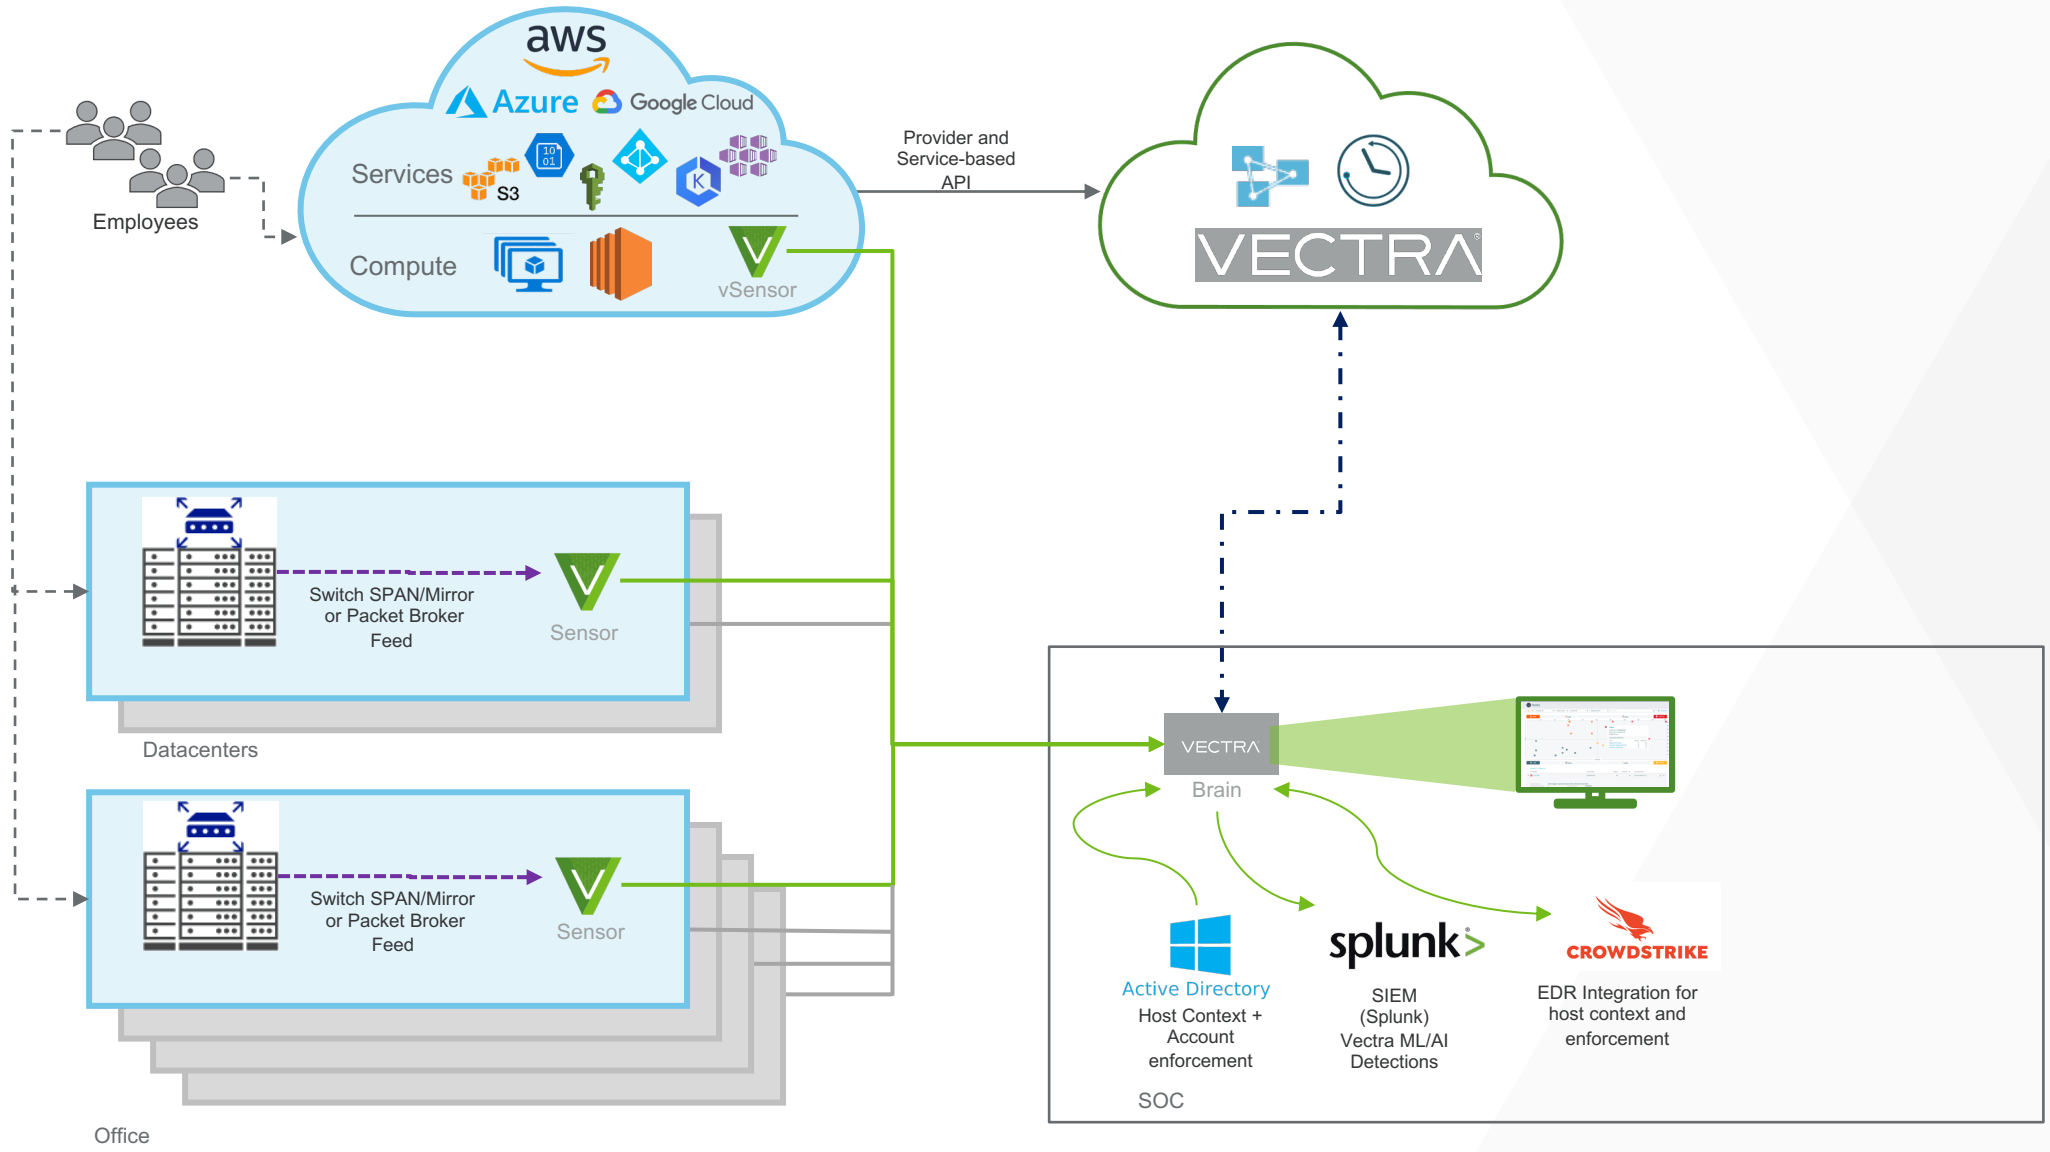 aws
Azure
Google Cloud
Services
10
01
S3
K
Compute
vSensor
Employees
Provider and
Service-based
API
VECTRA®
Switch SPAN/Mirror
or Packet Broker
Feed
Sensor
Datacenters
Switch SPAN/Mirror
or Packet Broker
Feed
Sensor
Office
VECTRA
Brain
Active Directory
Host Context +
Account
enforcement
splunk>
SIEM
(Splunk)
Vectra ML/AI
Detections
CROWDSTRIKE
EDR Integration for
host context and
enforcement
SOC